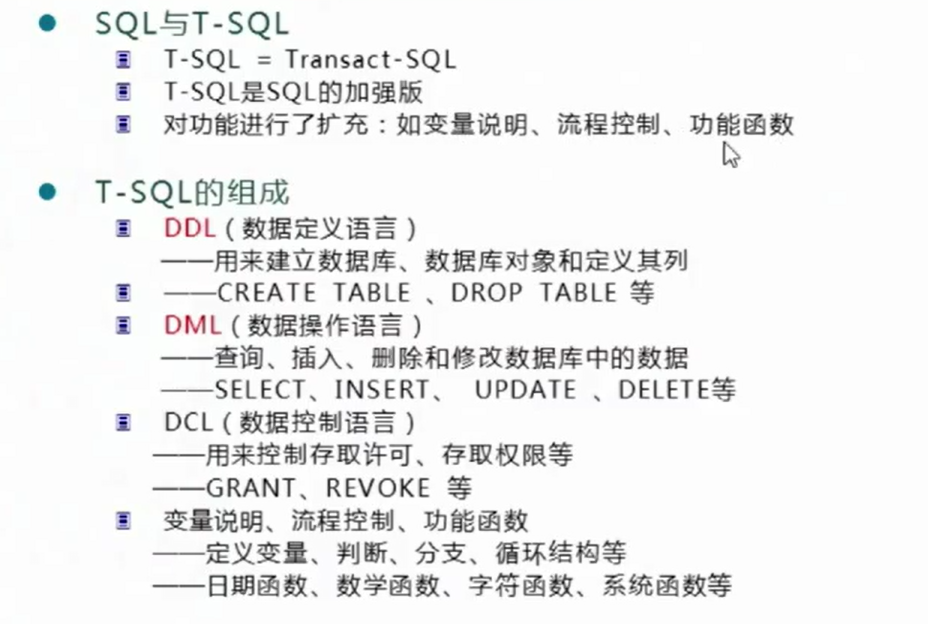 SQL与T-SQL
T-SQL = Transact-SQL
T-SQL是SQL的加强版
对功能进行了扩充：如变量说明、流程控制、功能函数
T-SQL的组成
DDL（数据定义语言）
——用来建立数据库、数据库对象和定义其列
——CREATE TABLE 、DROP TABLE 等
DML（数据操作语言）
——查询、插入、删除和修改数据库中的数据
——SELECT、INSERT、 UPDATE 、DELETE等
DCL（数据控制语言）
——用来控制存取许可、存取权限等
——GRANT、REVOKE 等
变量说明、流程控制、功能函数
——定义变量、判断、分支、循环结构等
——日期函数、数学函数、字符函数、系统函数等